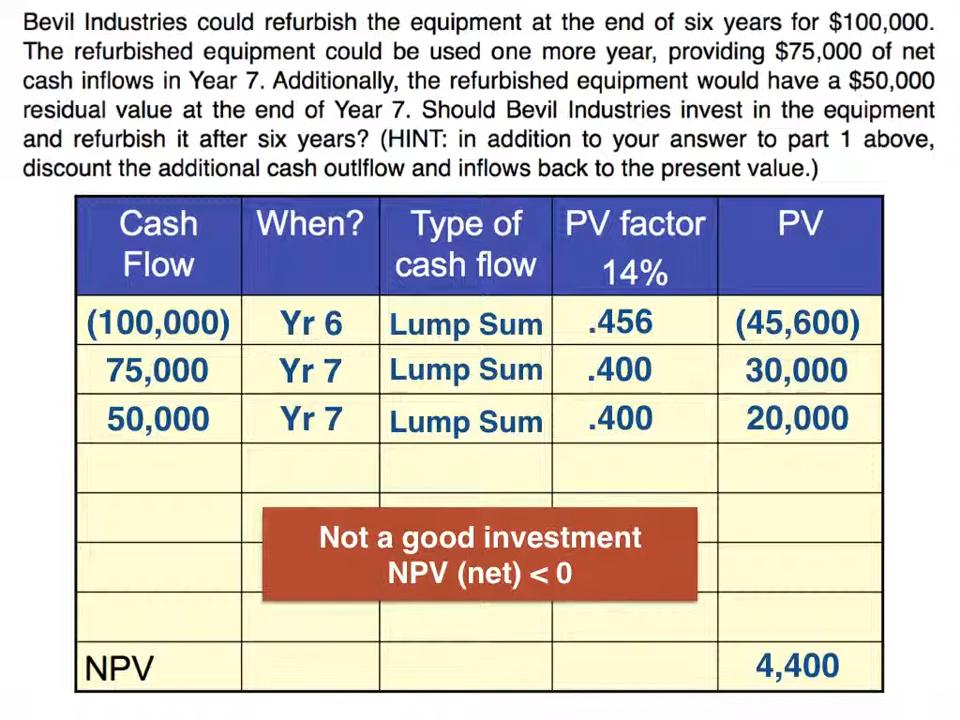 Bevil Industries could refurbish the equipment at the end of six years for $100,000.
The refurbished equipment could be used one more year, providing $75,000 of net
cash inflows in Year 7. Additionally, the refurbished equipment would have a $50,000
residual value at the end of Year 7. Should Bevil Industries invest in the equipment
and refurbish it after six years? (HINT: in addition to your answer to part 1 above,
discount the additional cash outlflow and inflows back to the present value.)
Cash Flow When? Type of cash flow PV factor 14% PV
(100,000) Yr 6 Lump Sum .456 (45,600)
75,000 Yr 7 Lump Sum .400 30,000
50,000 Yr 7 Lump Sum .400 20,000
Not a good investment
NPV (net) < 0
NPV 4,400